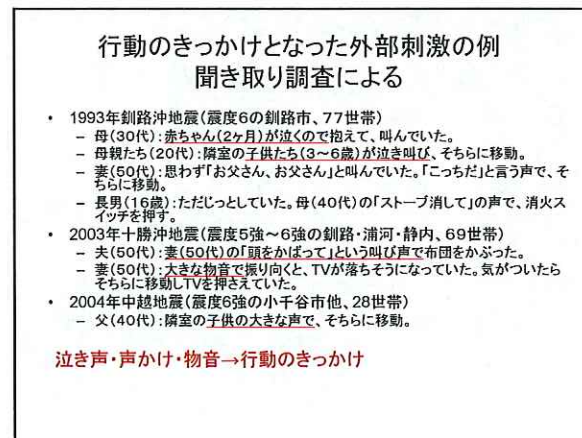 行動のきっかけとなった外部刺激の例
聞き取り調査による
• 1993年釧路沖地震(震度6の釧路市、77世帯)
– 母(30代):赤ちゃん(2ヶ月)が泣くので抱えて、叫んでいた。
– 母親たち(20代):隣室の子供たち(3~6歳)が泣き叫び、そちらに移動。
– 妻(50代):思わず「お父さん、お父さん」と叫んでいた。「こっちだ」と言う声で、そ
ちらに移動。
– 長男(16歳):ただじっとしていた。母(40代)の「ストーブ消して」の声で、消火ス
イッチを押す。
• 2003年十勝沖地震(震度5強~6強の釧路・浦河・静内、69世帯)
– 夫(50代):妻(50代)の「頭をかばって」という叫び声で布団をかぶった。
– 妻(50代):大きな物音で振り向くと、TVが落ちそうになっていた。気がついたら
そちらに移動しTVを押さえていた。
• 2004年中越地震(震度6強の小千谷市他、28世帯)
– 父(40代):隣室の子供の大きな声で、そちらに移動。
泣き声・声かけ・物音→行動のきっかけ